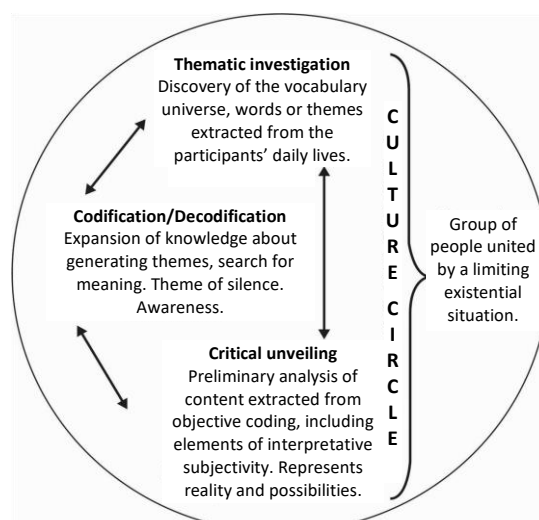 Thematic investigation
Discovery of the vocabulary
universe, words or themes
extracted from the
participants’ daily lives.
Codification/Decodification
Expansion of knowledge about
generating themes, search for
meaning. Theme of silence.
Awareness.
Critical unveiling
Preliminary analysis of
content extracted from
objective coding, including
elements of interpretative
subjectivity. Represents
reality and possibilities.
CULTURE CIRCLE
Group of
people united
by a limiting
existential
situation.